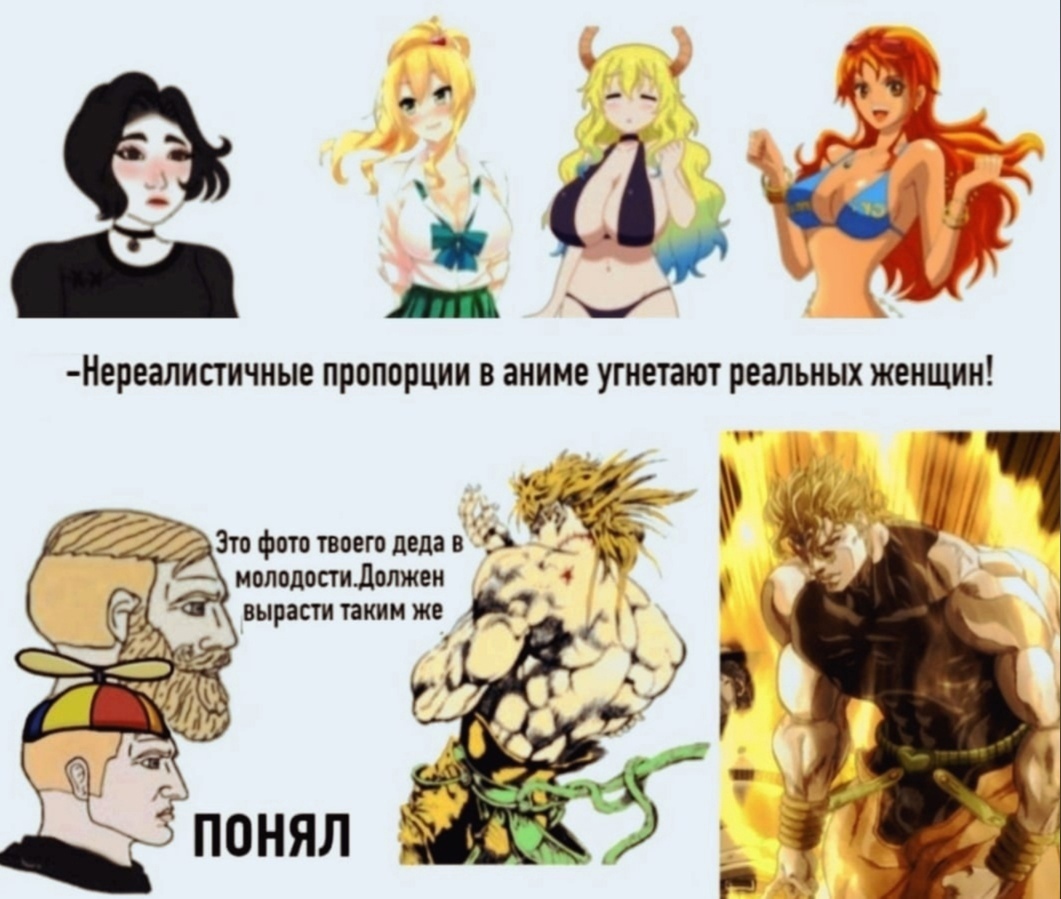 -Нереалистичные пропорции в аниме угнетают реальных женщин!
Это фото твоего деда в
молодости.Должен
вырасти таким же
ПОНЯЛ